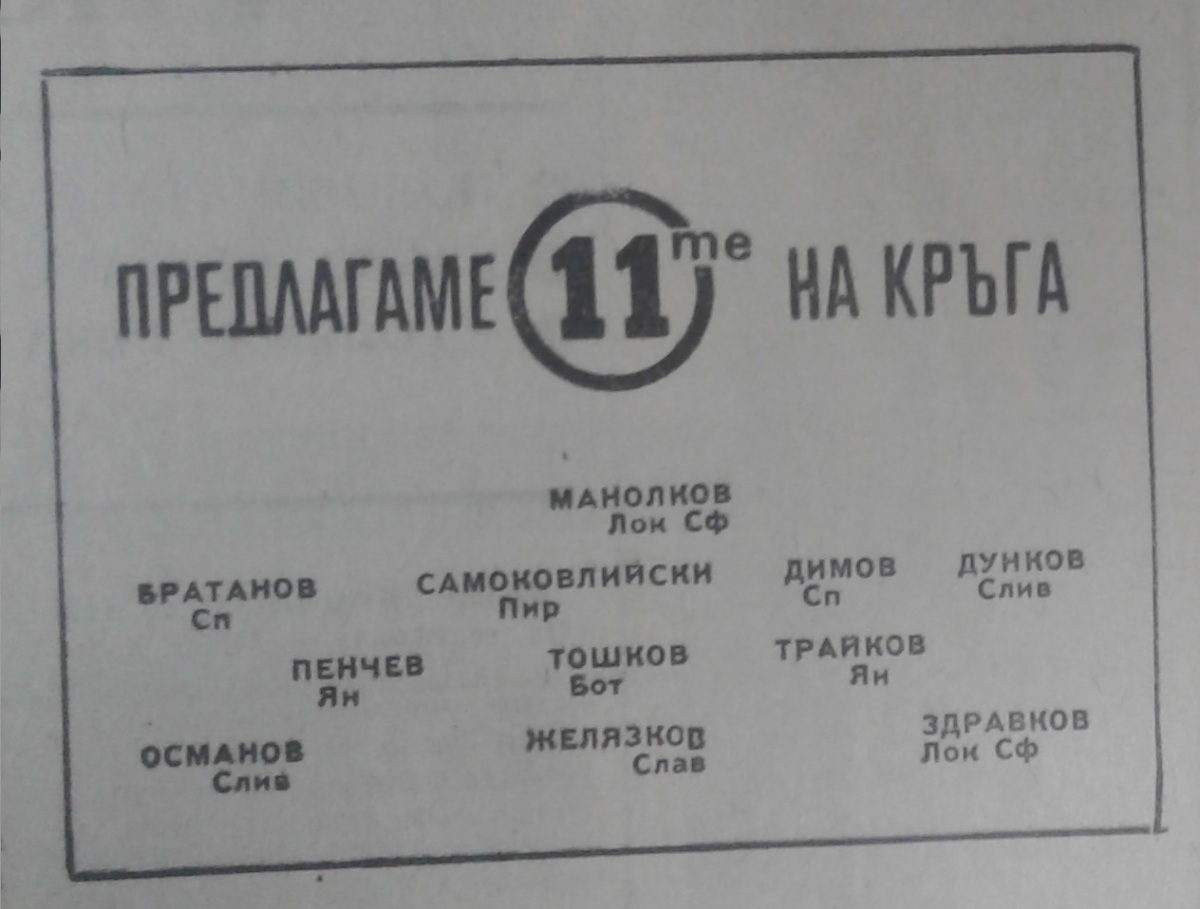 ПРЕДЛАГАМЕ 11те НА КРЪГА
МАНОЛКОВ
Лок Сф
БРАТАНОВ САМОКОВЛИЙСКИ ДИМОВ ДУНКОВ
Сп Пир Сп Слив
ПЕНЧЕВ ТОШКОВ ТРАЙКОВ
Ян Бот Ян
ОСМАНОВ ЖЕЛЯЗКОВ ЗДРАВКОВ
Слив Слав Лок Сф